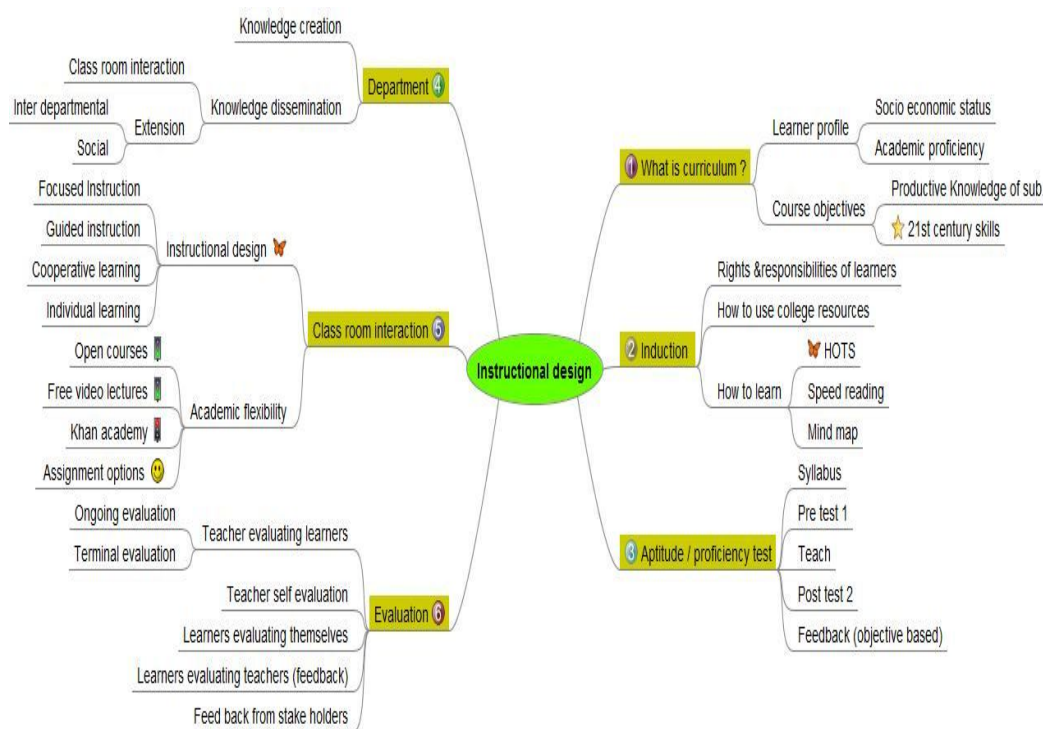 Instructional design
1 What is curriculum ?
Learner profile
Socio economic status
Academic proficiency
Course objectives
Productive Knowledge of sub
21st century skills
2 Induction
Rights &responsibilities of learners
How to use college resources
How to learn
HOTS
Speed reading
Mind map
3 Aptitude / proficiency test
Syllabus
Pre test 1
Teach
Post test 2
Feedback (objective based)
Department 4
Knowledge creation
Knowledge dissemination
Class room interaction
Extension
Inter departmental
Social
Class room interaction 5
Instructional design
Focused Instruction
Guided instruction
Cooperative learning
Individual learning
Academic flexibility
Open courses
Free video lectures
Khan academy
Assignment options
Evaluation 6
Teacher evaluating learners
Ongoing evaluation
Terminal evaluation
Teacher self evaluation
Learners evaluating themselves
Learners evaluating teachers (feedback)
Feed back from stake holders